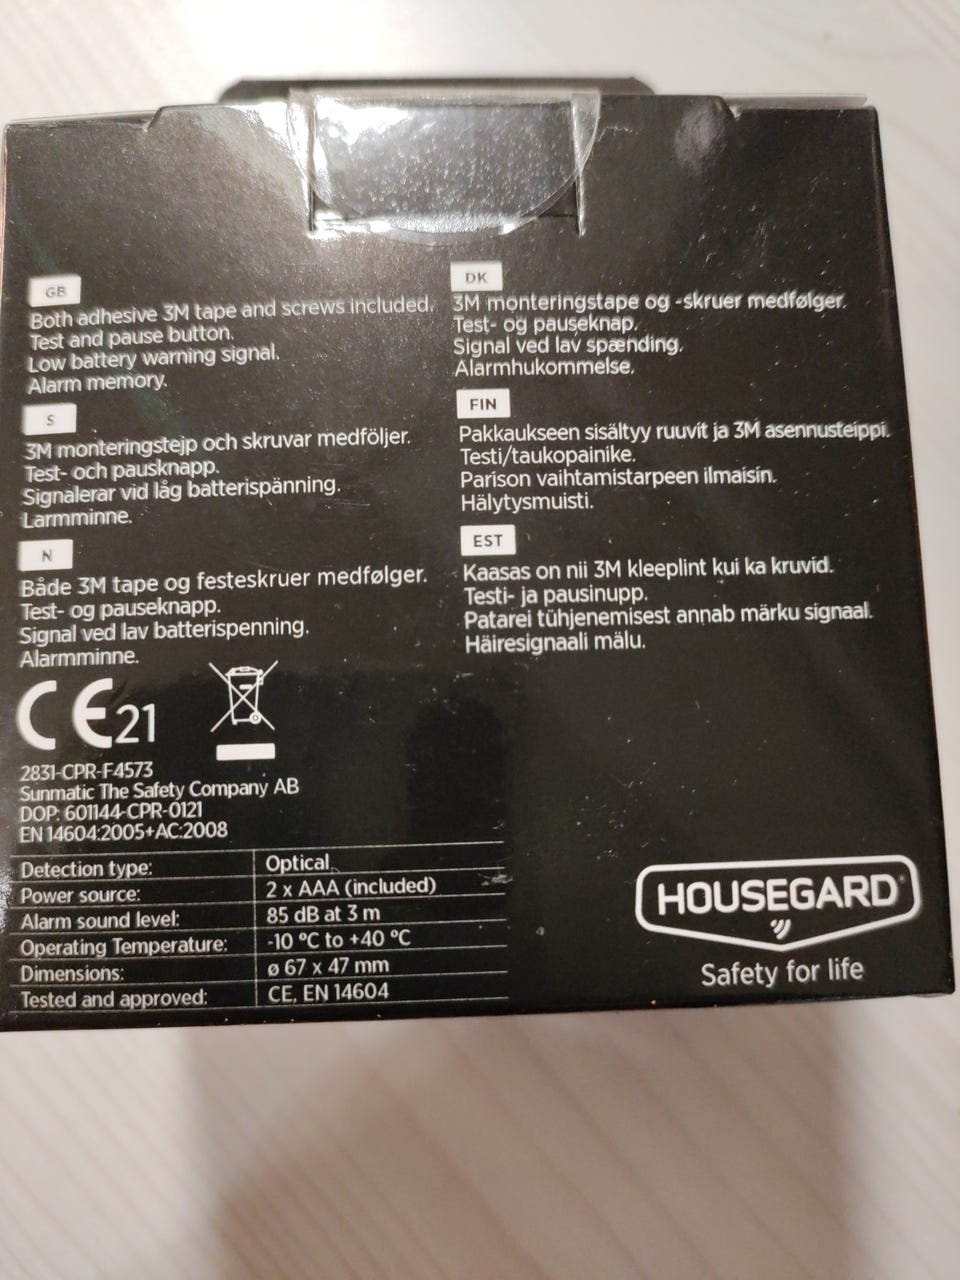 GB
Both adhesive 3M tape and screws included.
Test and pause button.
Low battery warning signal.
Alarm memory.
S
3M monteringstejp och skruvar medföljer.
Test- och pausknapp.
Signalerar vid låg batterispänning.
Larmminne.
N
Både 3M tape og festeskruer medfølger.
Test- og pauseknapp.
Signal ved lav batterispenning.
Alarmminne.
DK
3M monteringstape og -skruer medfølger.
Test- og pauseknap.
Signal ved lav spænding.
Alarmhukommelse.
FIN
Pakkaukseen sisältyy ruuvit ja 3M asennusteippi.
Testi/taukopainike.
Parison vaihtamistarpeen ilmaisin.
Hälytysmuisti.
EST
Kaasas on nii 3M kleeplint kui ka kruvid.
Testi- ja pausinupp.
Patarei tühjenemisest annab märku signaal.
Häiresignaali mälu.
CE 21
2831-CPR-F4573
Sunmatic The Safety Company AB
DOP: 601144-CPR-0121
EN 14604:2005+AC:2008
Detection type: Optical
Power source: 2 x AAA (included)
Alarm sound level: 85 dB at 3 m
Operating Temperature: -10 °C to +40 °C
Dimensions: ø 67 x 47 mm
Tested and approved: CE, EN 14604
HOUSEGARD®
Safety for life